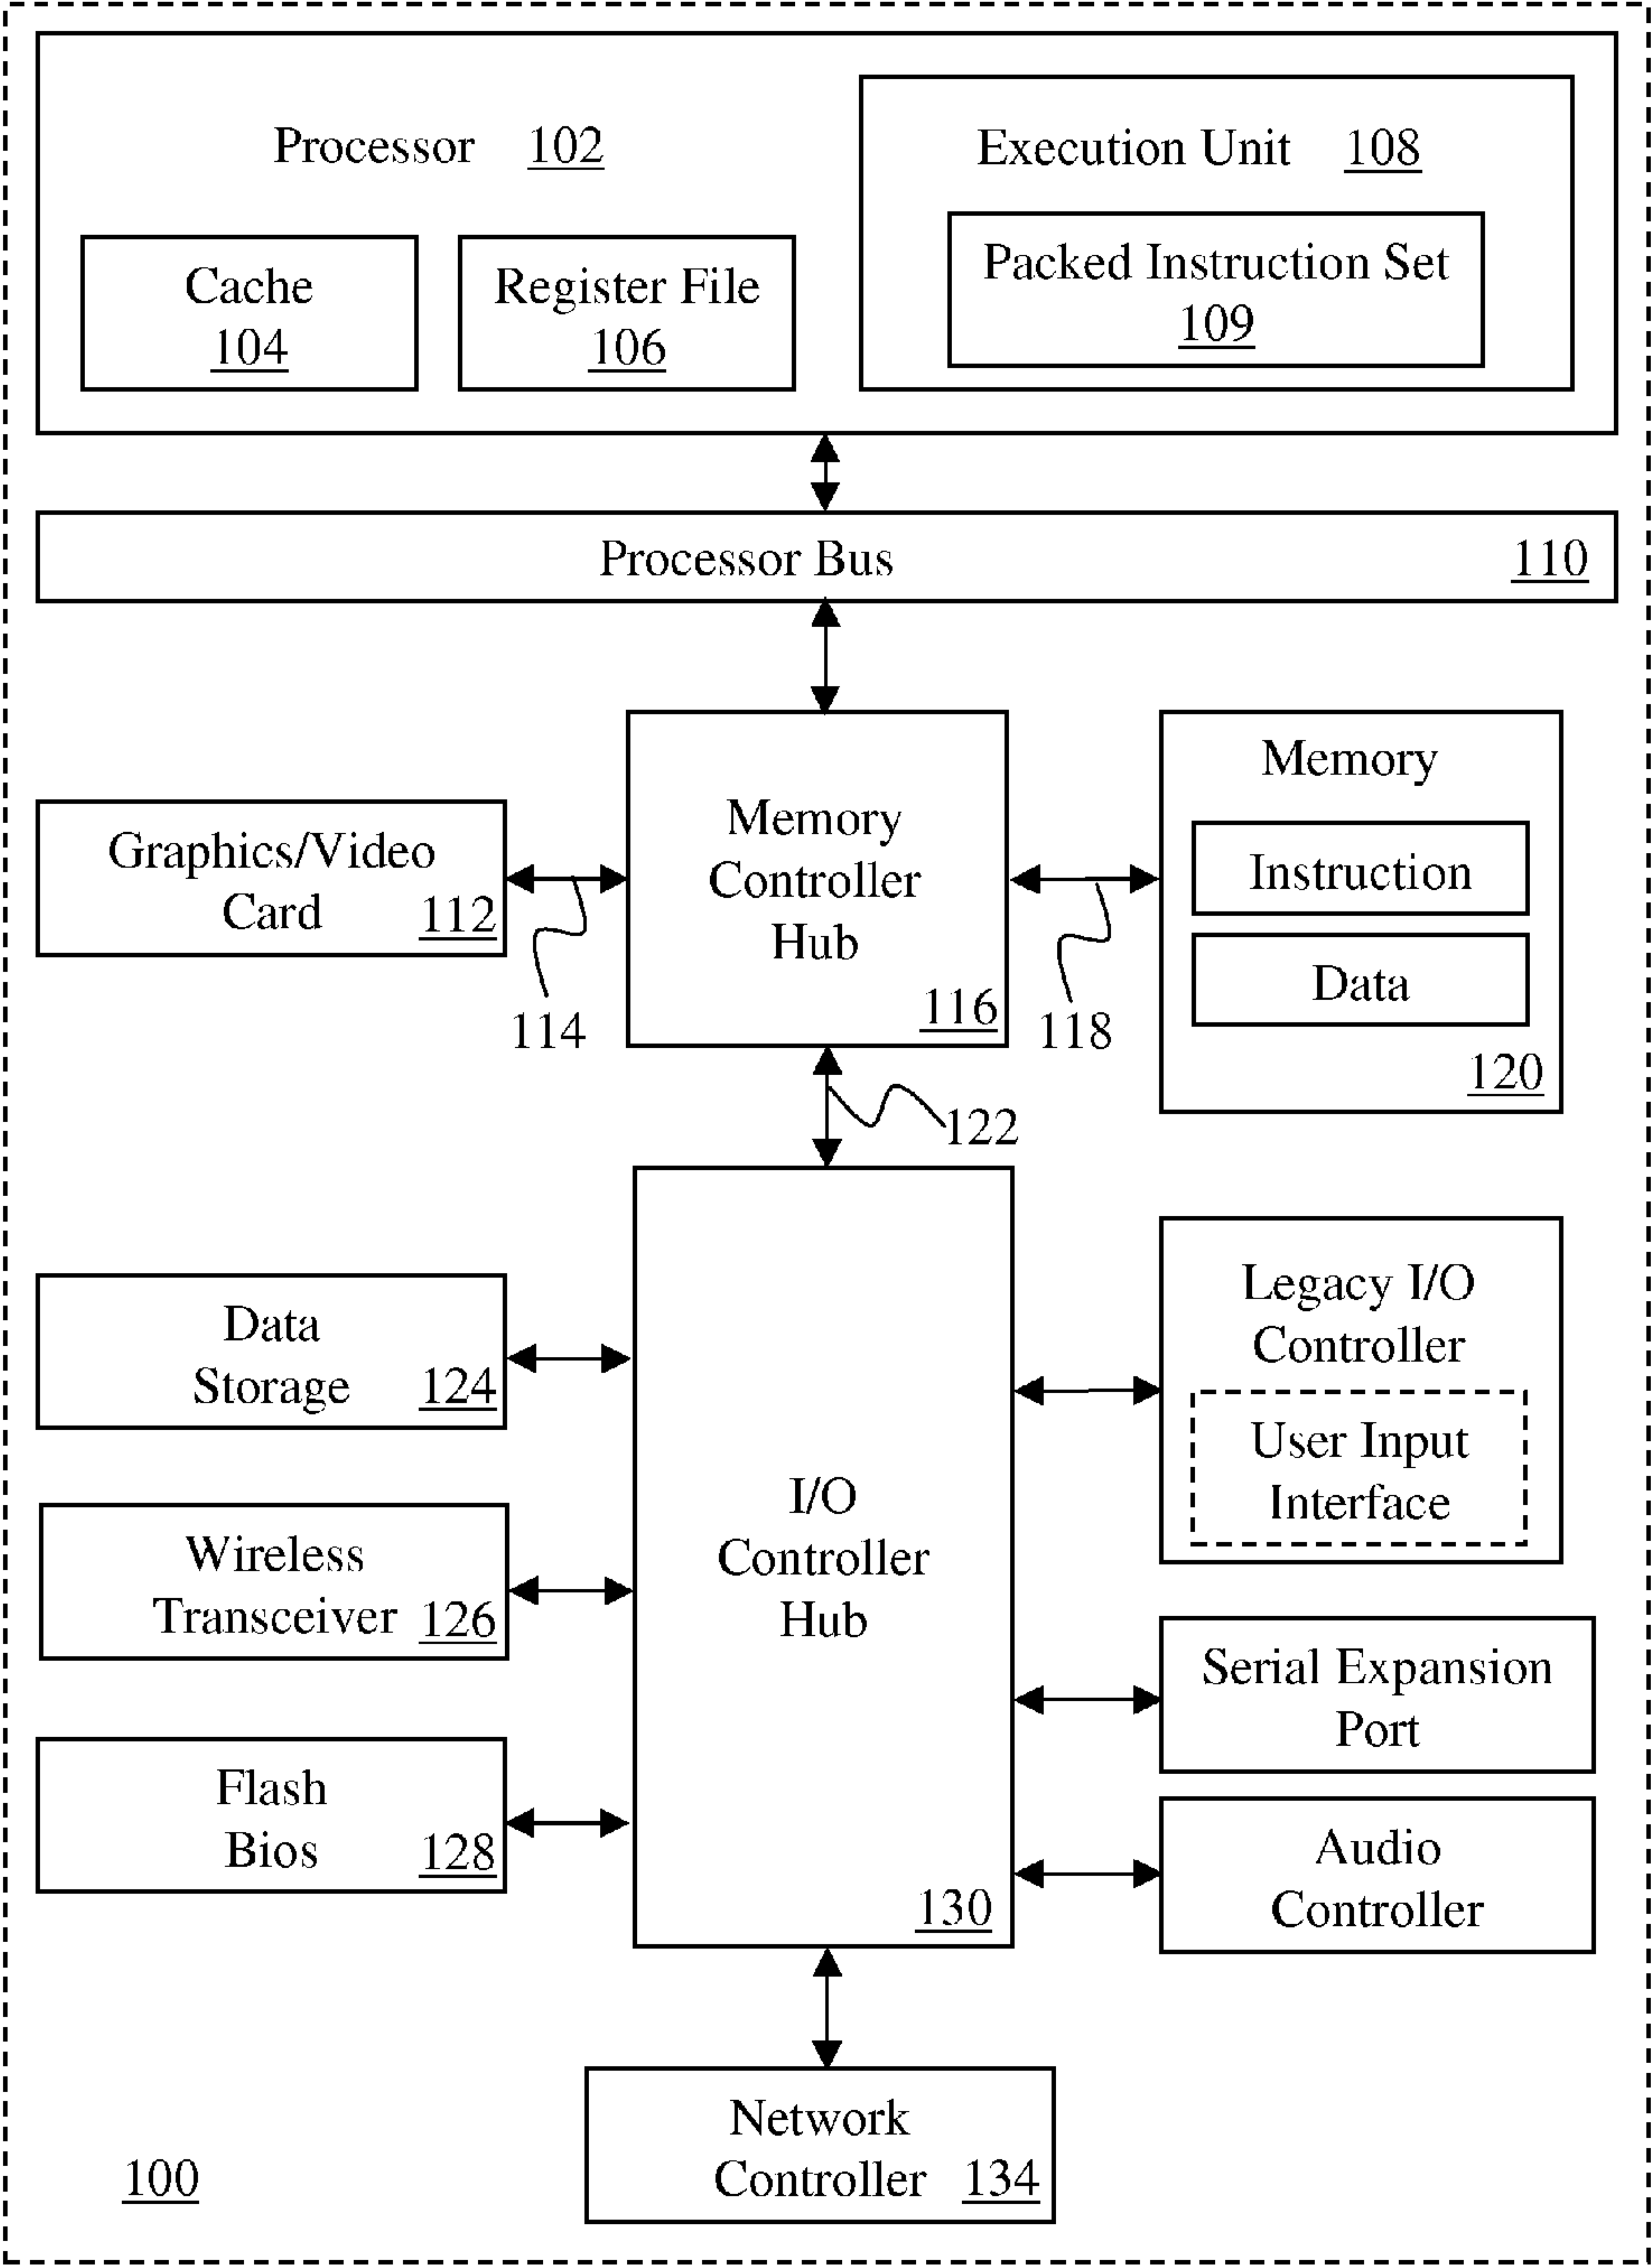 Processor 102
Execution Unit 108
Cache
104
Register File
106
Packed Instruction Set
109
Processor Bus 110
Graphics/Video
Card 112
114
Memory
Controller
Hub
116
118
Memory
Instruction
Data
120
122
Data
Storage 124
Wireless
Transceiver 126
Flash
Bios 128
I/O
Controller
Hub
130
Legacy I/O
Controller
User Input
Interface
Serial Expansion
Port
Audio
Controller
Network
Controller 134
100